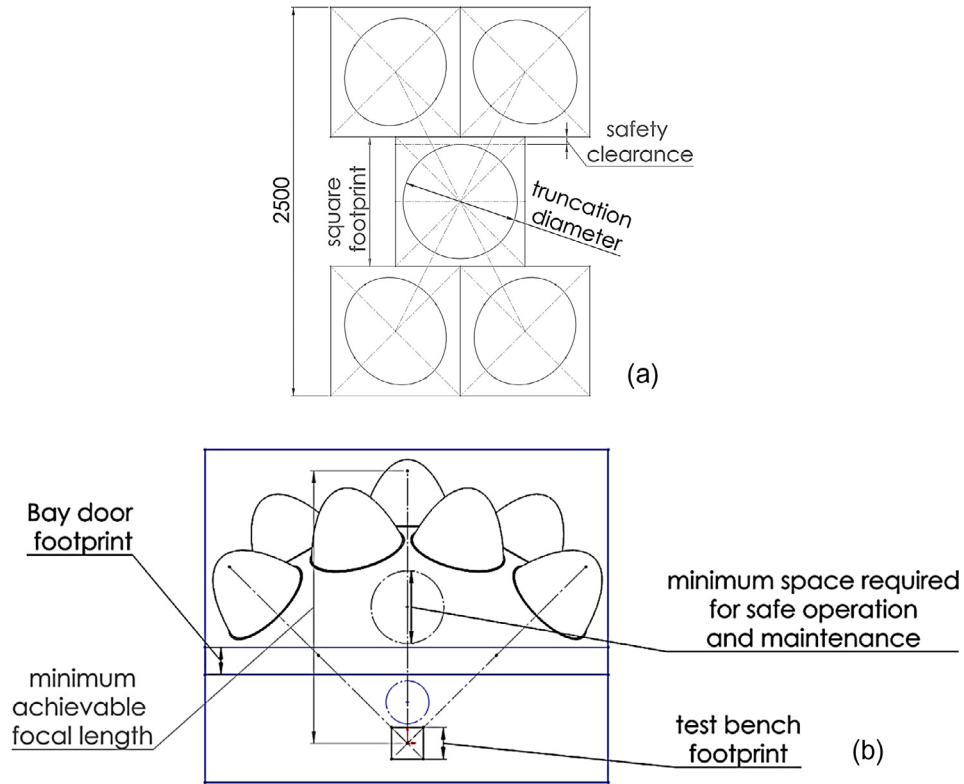 2500
square
footprint
safety
clearance
truncation
diameter
(a)
Bay door
footprint
minimum
achievable
focal length
minimum space required
for safe operation
and maintenance
test bench
footprint
(b)